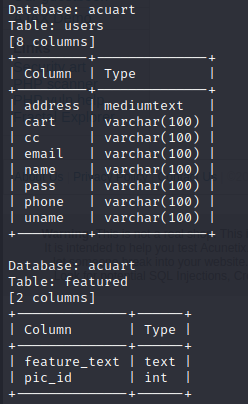 Database: acuart
Table: users
[8 columns]
+---------+--------------+
| Column | Type |
+---------+--------------+
| address | mediumtext |
| cart | varchar(100) |
| cc | varchar(100) |
| email | varchar(100) |
| name | varchar(100) |
| pass | varchar(100) |
| phone | varchar(100) |
| uname | varchar(100) |
+---------+--------------+
Database: acuart
Table: featured
[2 columns]
+--------------+------+
| Column | Type |
+--------------+------+
| feature_text | text |
| pic_id | int |
+--------------+------+